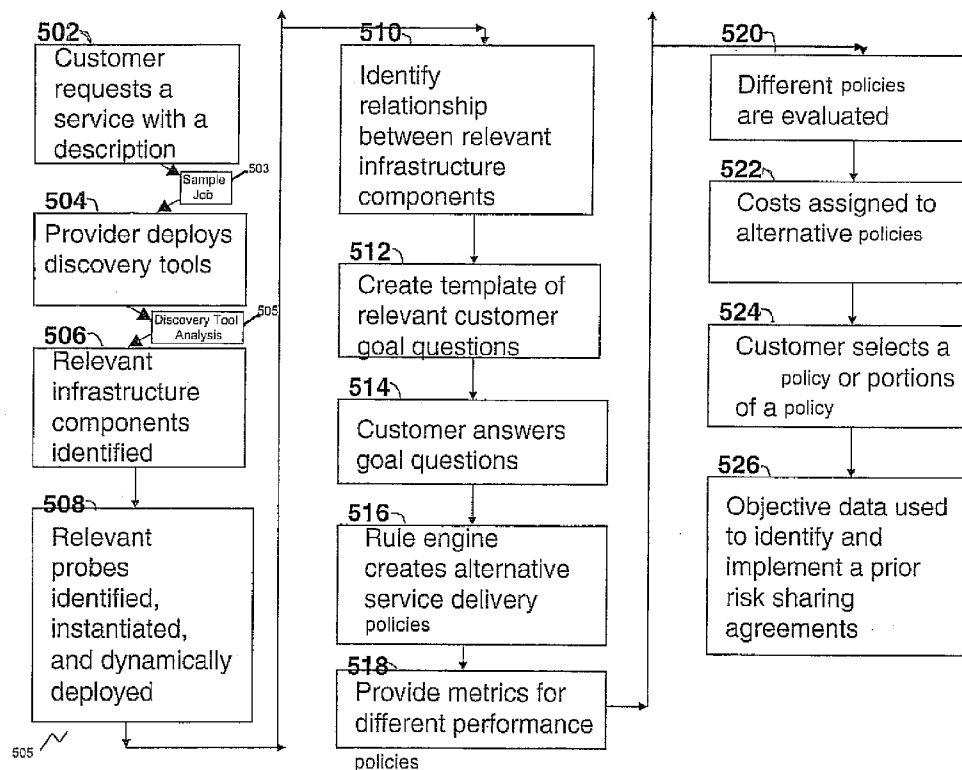 502
Customer
requests a
service with a
description
503
Sample
Job
504
Provider deploys
discovery tools
505
Discovery Tool
Analysis
506
Relevant
infrastructure
components
identified
508
Relevant
probes
identified,
instantiated,
and dynamically
deployed
505
510
Identify
relationship
between relevant
infrastructure
components
512
Create template of
relevant customer
goal questions
514
Customer answers
goal questions
516
Rule engine
creates alternative
service delivery
policies
518
Provide metrics for
different performance
policies
520
Different policies
are evaluated
522
Costs assigned to
alternative policies
524
Customer selects a
policy or portions
of a policy
526
Objective data used
to identify and
implement a prior
risk sharing
agreements